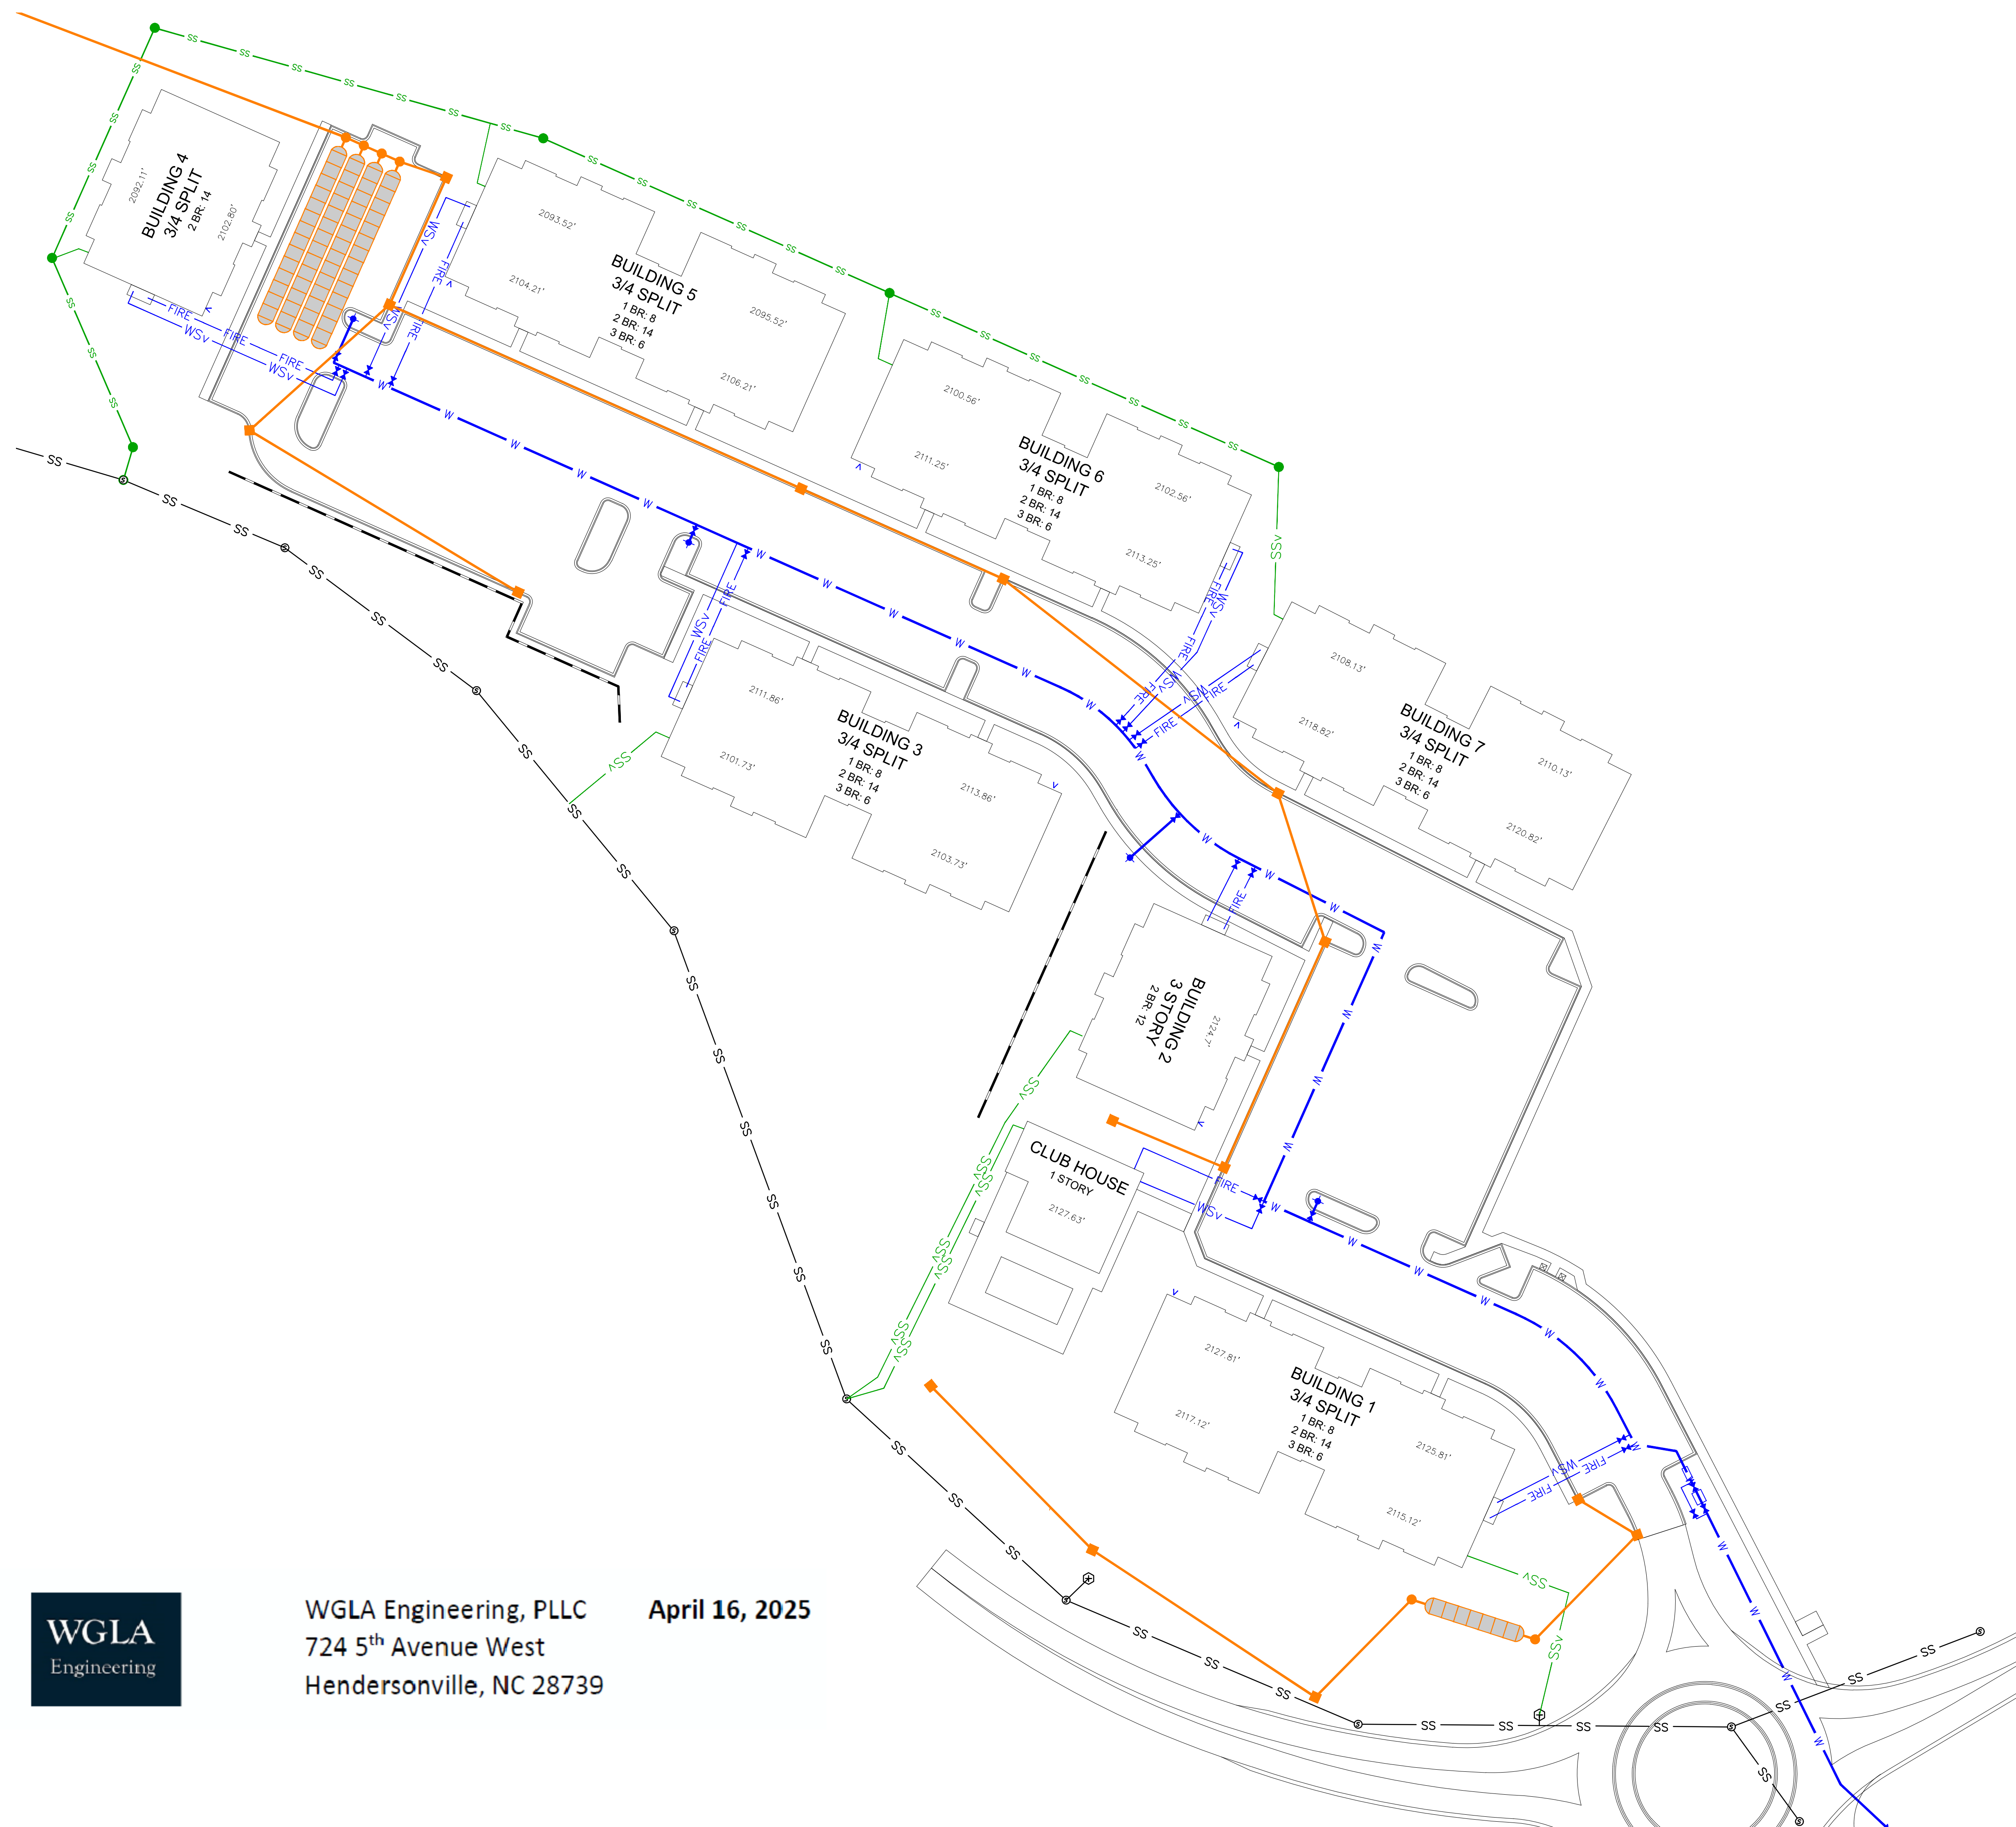 BUILDING 4
3/4 SPLIT
2 BR: 14
2092.11'
2102.80'
BUILDING 5
3/4 SPLIT
1 BR: 8
2 BR: 14
3 BR: 6
2093.52'
2104.21'
2095.52'
2106.21'
BUILDING 6
3/4 SPLIT
1 BR: 8
2 BR: 14
3 BR: 6
2100.56'
2111.25'
2102.56'
2113.25'
BUILDING 7
3/4 SPLIT
1 BR: 8
2 BR: 14
3 BR: 6
2108.13'
2118.82'
2110.13'
2120.82'
BUILDING 3
3/4 SPLIT
1 BR: 8
2 BR: 14
3 BR: 6
2111.86'
2101.73'
2113.86'
2103.73'
BUILDING 2
3 STORY
2 BR: 12
2124.7'
CLUB HOUSE
1 STORY
2127.63'
BUILDING 1
3/4 SPLIT
1 BR: 8
2 BR: 14
3 BR: 6
2127.81'
2117.12'
2125.81'
2115.12'
SS
SSv
W
WSv
FIRE
WGLA
Engineering
WGLA Engineering, PLLC April 16, 2025
724 5th Avenue West
Hendersonville, NC 28739